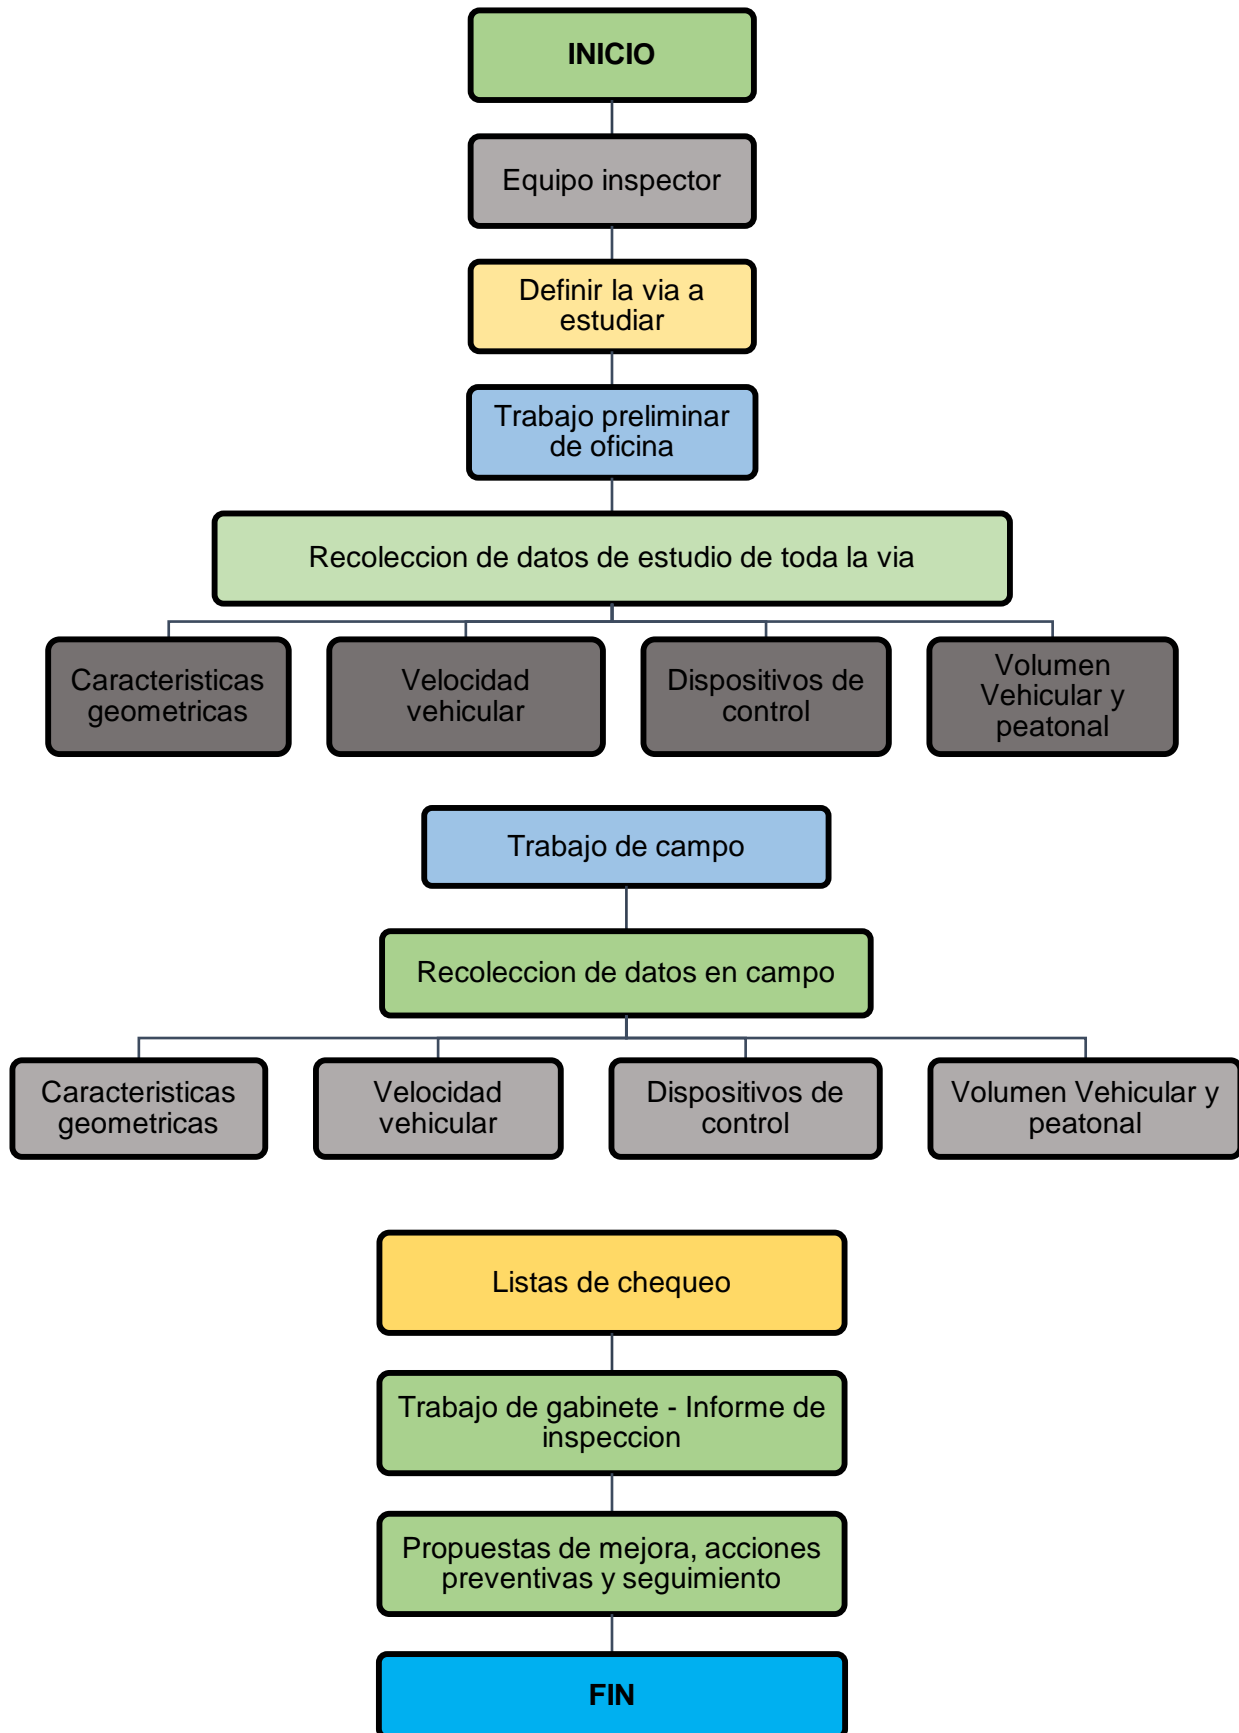 INICIO
Equipo inspector
Definir la via a
estudiar
Trabajo preliminar
de oficina
Recoleccion de datos de estudio de toda la via
Caracteristicas
geometricas
Velocidad
vehicular
Dispositivos de
control
Volumen
Vehicular y
peatonal
Trabajo de campo
Recoleccion de datos en campo
Caracteristicas
geometricas
Velocidad
vehicular
Dispositivos de
control
Volumen Vehicular y
peatonal
Listas de chequeo
Trabajo de gabinete - Informe de
inspeccion
Propuestas de mejora, acciones
preventivas y seguimiento
FIN